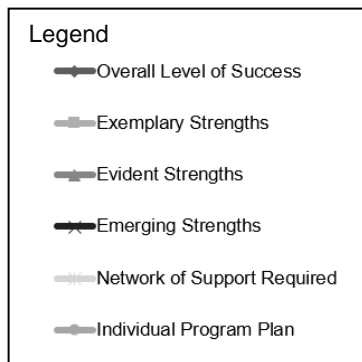 Legend
Overall Level of Success
Exemplary Strengths
Evident Strengths
Emerging Strengths
Network of Support Required
Individual Program Plan